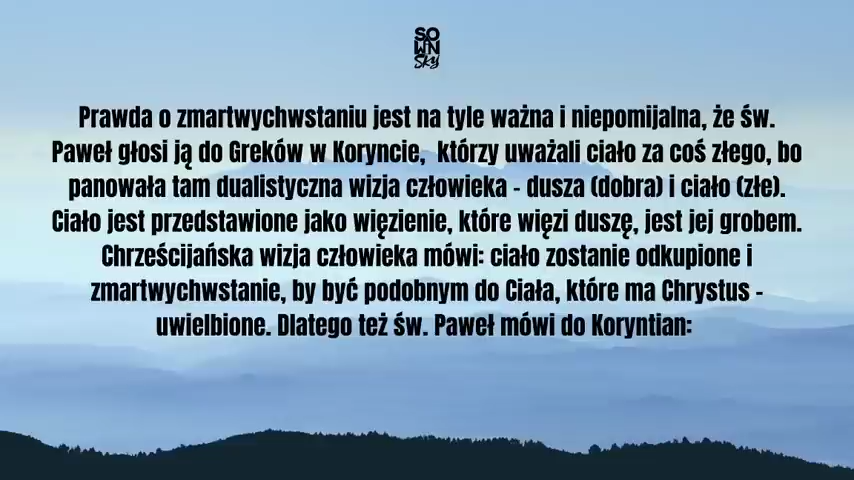 SO
WN
SKY
Prawda o zmartwychwstaniu jest na tyle ważna i niepomijalna, że św.
Paweł głosi ją do Greków w Koryncie, którzy uważali ciało za coś złego, bo
panowała tam dualistyczna wizja człowieka - dusza (dobra) i ciało (złe).
Ciało jest przedstawione jako więzienie, które więzi duszę, jest jej grobem.
Chrześcijańska wizja człowieka mówi: ciało zostanie odkupione i
zmartwychwstanie, by być podobnym do Ciała, które ma Chrystus -
uwielbione. Dlatego też św. Paweł mówi do Koryntian: